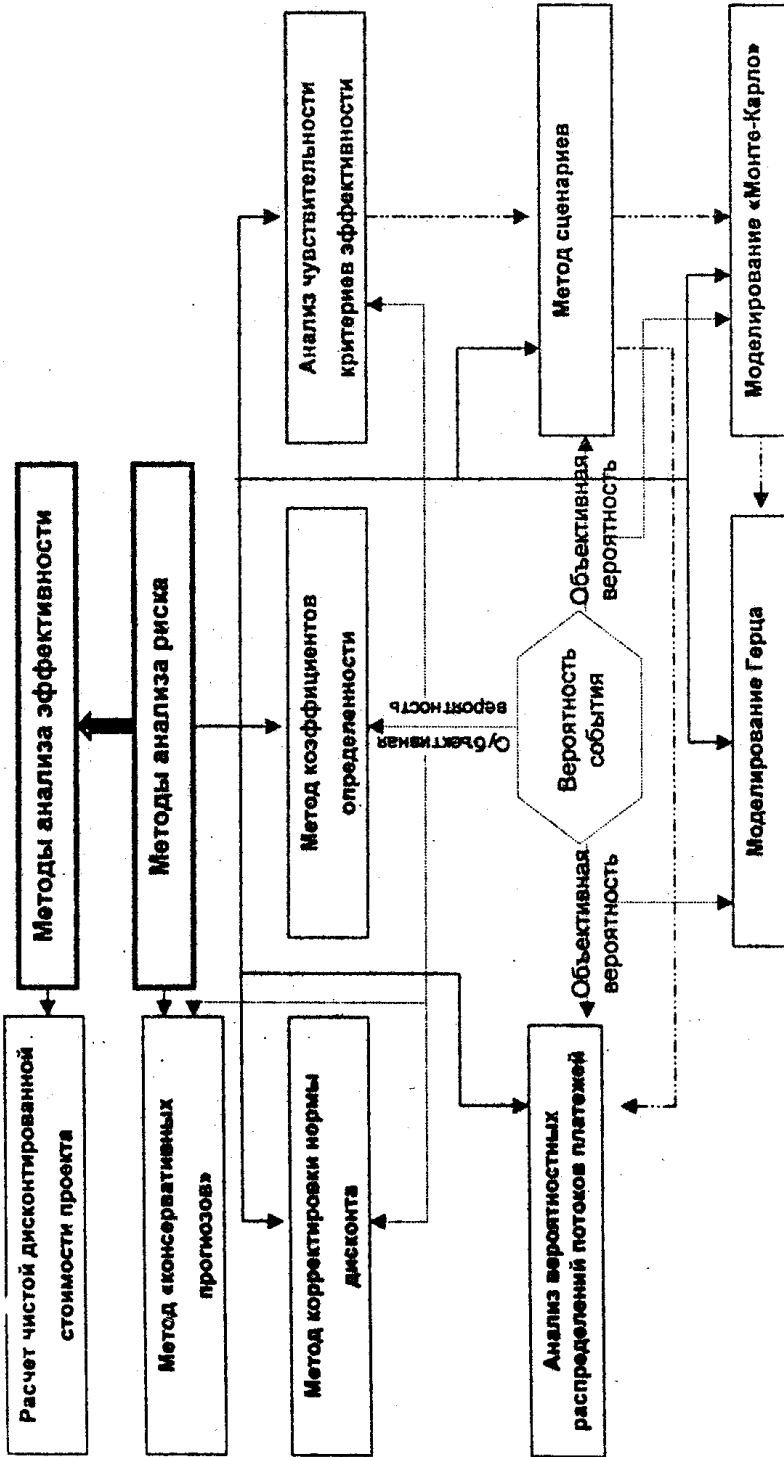 Методы анализа эффективности
Расчет чистой дисконтированной
стоимости проекта
Методы анализа риска
Метод «консервативных
прогнозов»
Метод корректировки нормы
дисконта
Метод коэффициентов
определенности
Анализ чувствительности
критериев эффективности
Субъективная
вероятность
Анализ вероятностных
распределений потоков платежей
Объективная
вероятность
Вероятность
события
Объективная
вероятность
Метод сценариев
Моделирование Герца
Моделирование «Монте-Карло»